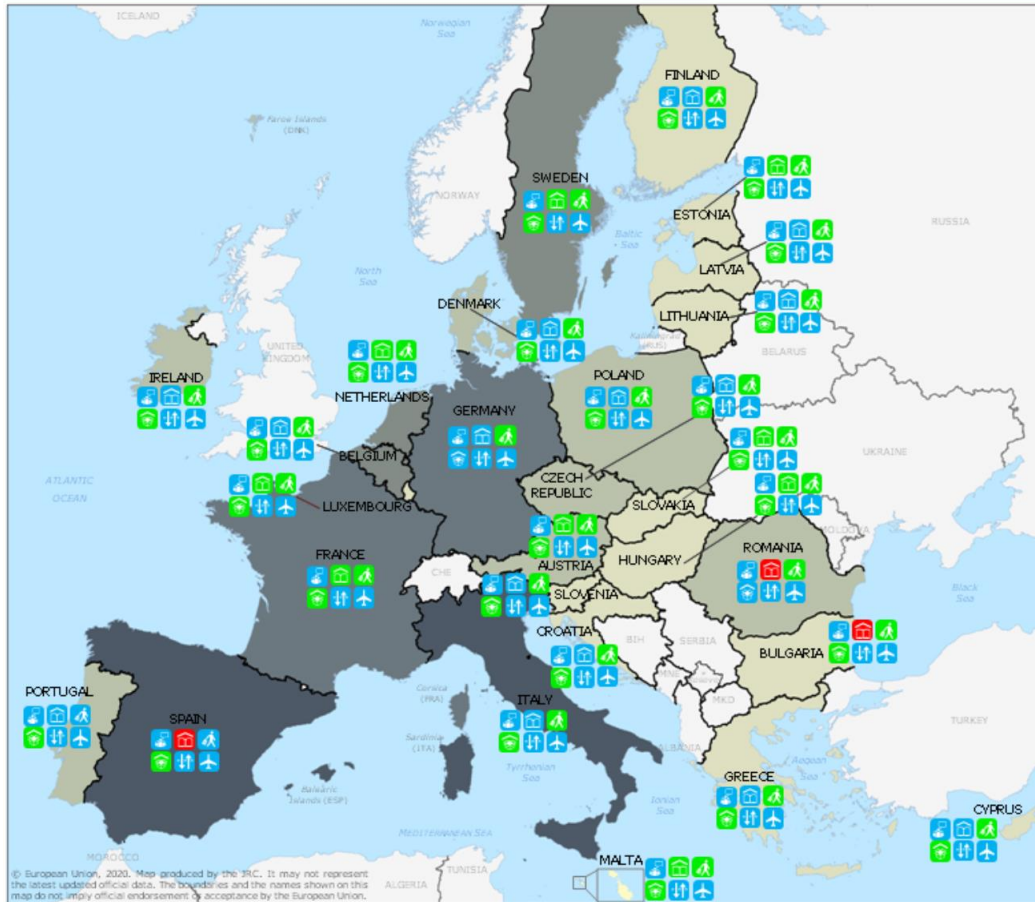 ICELAND
Norwegian
Sea
FINLAND
Faroe Islands
(DNK)
SWEDEN
NORWAY
ESTONIA
RUSSIA
Baltic
Sea
LATVIA
North
Sea
DENMARK
LITHUANIA
Kaliningrad
(RUS)
BELARUS
UNITED
KINGDOM
IRELAND
POLAND
NETHERLANDS
GERMANY
UKRAINE
BELGIUM
CZECH
REPUBLIC
ATLANTIC
OCEAN
LUXEMBOURG
SLOVAKIA
MOLDOVA
FRANCE
AUSTRIA
HUNGARY
ROMANIA
CHE
SLOVENIA
Black
Sea
CROATIA
BIH
SERBIA
BULGARIA
MNE
Kosovo
PORTUGAL
Corsica
(FRA)
ITALY
MKD
SPAIN
Sardinia
(ITA)
ALBANIA
TURKEY
Tyrrhenian
Sea
Aegean
Sea
Balearic
Islands (ESP)
GREECE
Ionian
Sea
CYPRUS
MEDITERRANEAN SEA
MALTA
MOROCCO
ALGERIA
TUNISIA
© European Union, 2020. Map produced by the JRC. It may not represent
the latest updated official data. The boundaries and the names shown on this
map do not imply official endorsement or acceptance by the European Union.